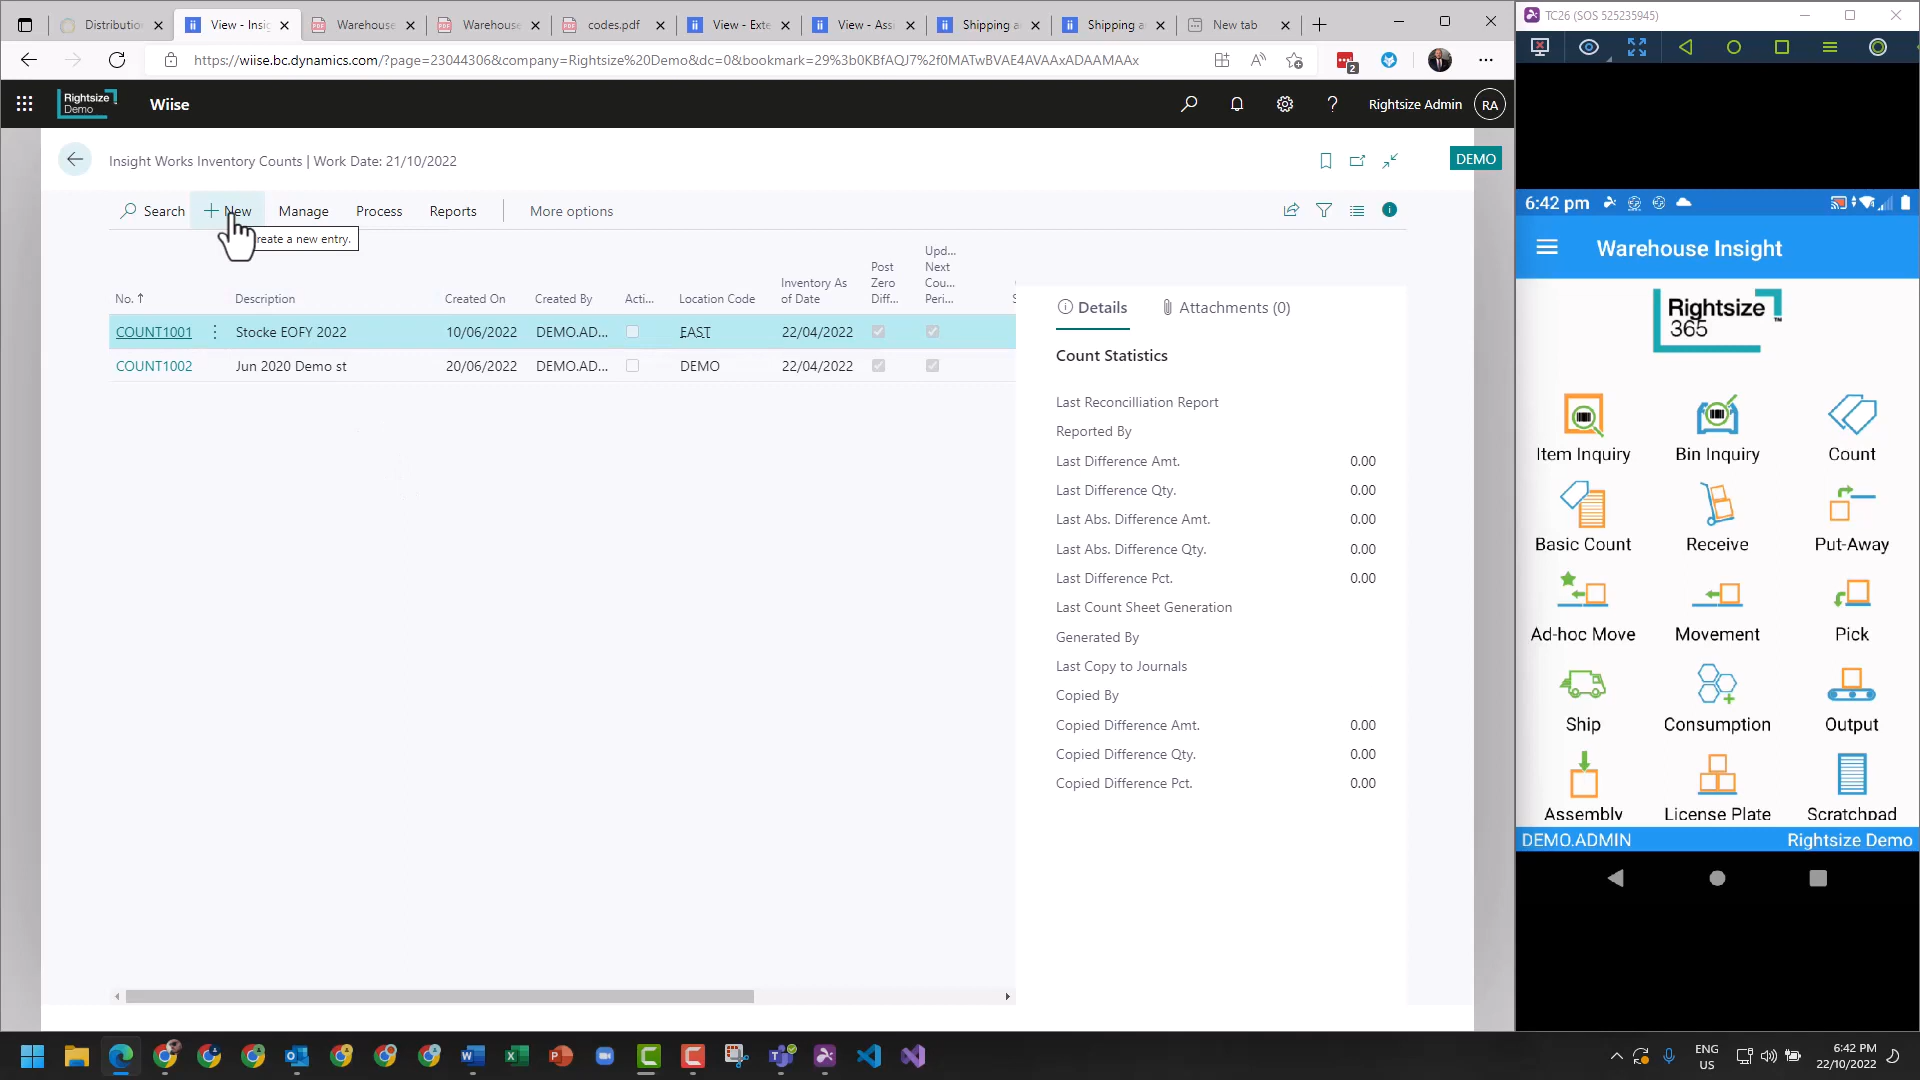 Distribution
View - Insig
Warehouse
Warehouse
codes.pdf
View - Exte
View - Ass
Shipping a
Shipping a
New tab
https://wiise.bc.dynamics.com/?page=23044306&company=Rightsize%20Demo&dc=0&bookmark=29%3b0KBfAQJ7%2f0MATwBVAE4AVAAxADAAMAAx
2
Rightsize
Demo
Wiise
Rightsize Admin
RA
Insight Works Inventory Counts | Work Date: 21/10/2022
DEMO
Search
New
Manage
Process
Reports
More options
reate a new entry.
No. ↑
Description
Created On
Created By
Acti...
Location Code
Inventory As of Date
Post Zero Diff...
Upd... Next Cou... Peri...
COUNT1001
Stocke EOFY 2022
10/06/2022
DEMO.AD...
EAST
22/04/2022
COUNT1002
Jun 2020 Demo st
20/06/2022
DEMO.AD...
DEMO
22/04/2022
Details
Attachments (0)
Count Statistics
Last Reconcilliation Report
Reported By
Last Difference Amt. 0.00
Last Difference Qty. 0.00
Last Abs. Difference Amt. 0.00
Last Abs. Difference Qty. 0.00
Last Difference Pct. 0.00
Last Count Sheet Generation
Generated By
Last Copy to Journals
Copied By
Copied Difference Amt. 0.00
Copied Difference Qty. 0.00
Copied Difference Pct. 0.00
TC26 (SOS 525235945)
6:42 pm
Warehouse Insight
Rightsize
365
TM
Item Inquiry
Bin Inquiry
Count
Basic Count
Receive
Put-Away
Ad-hoc Move
Movement
Pick
Ship
Consumption
Output
Assembly
License Plate
Scratchpad
DEMO.ADMIN
Rightsize Demo
ENG
US
6:42 PM
22/10/2022